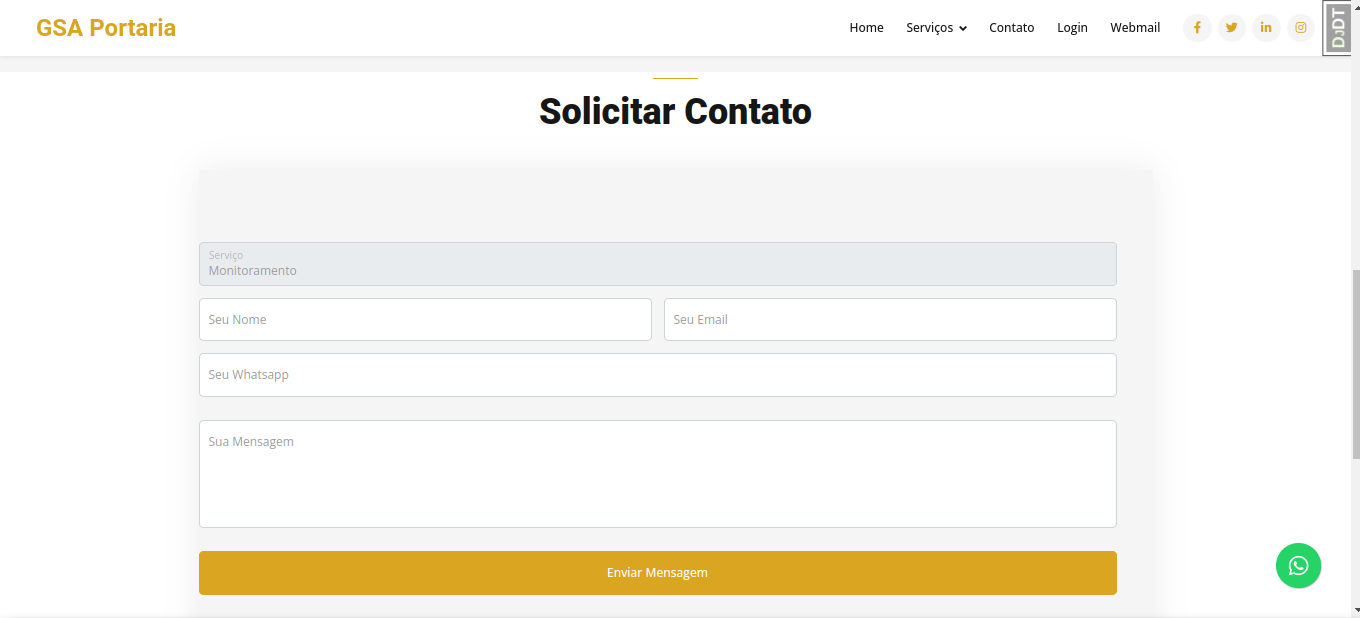 GSA Portaria
Home Serviços Contato Login Webmail
DJDT
Solicitar Contato
Serviço
Monitoramento
Seu Nome Seu Email
Seu Whatsapp
Sua Mensagem
Enviar Mensagem